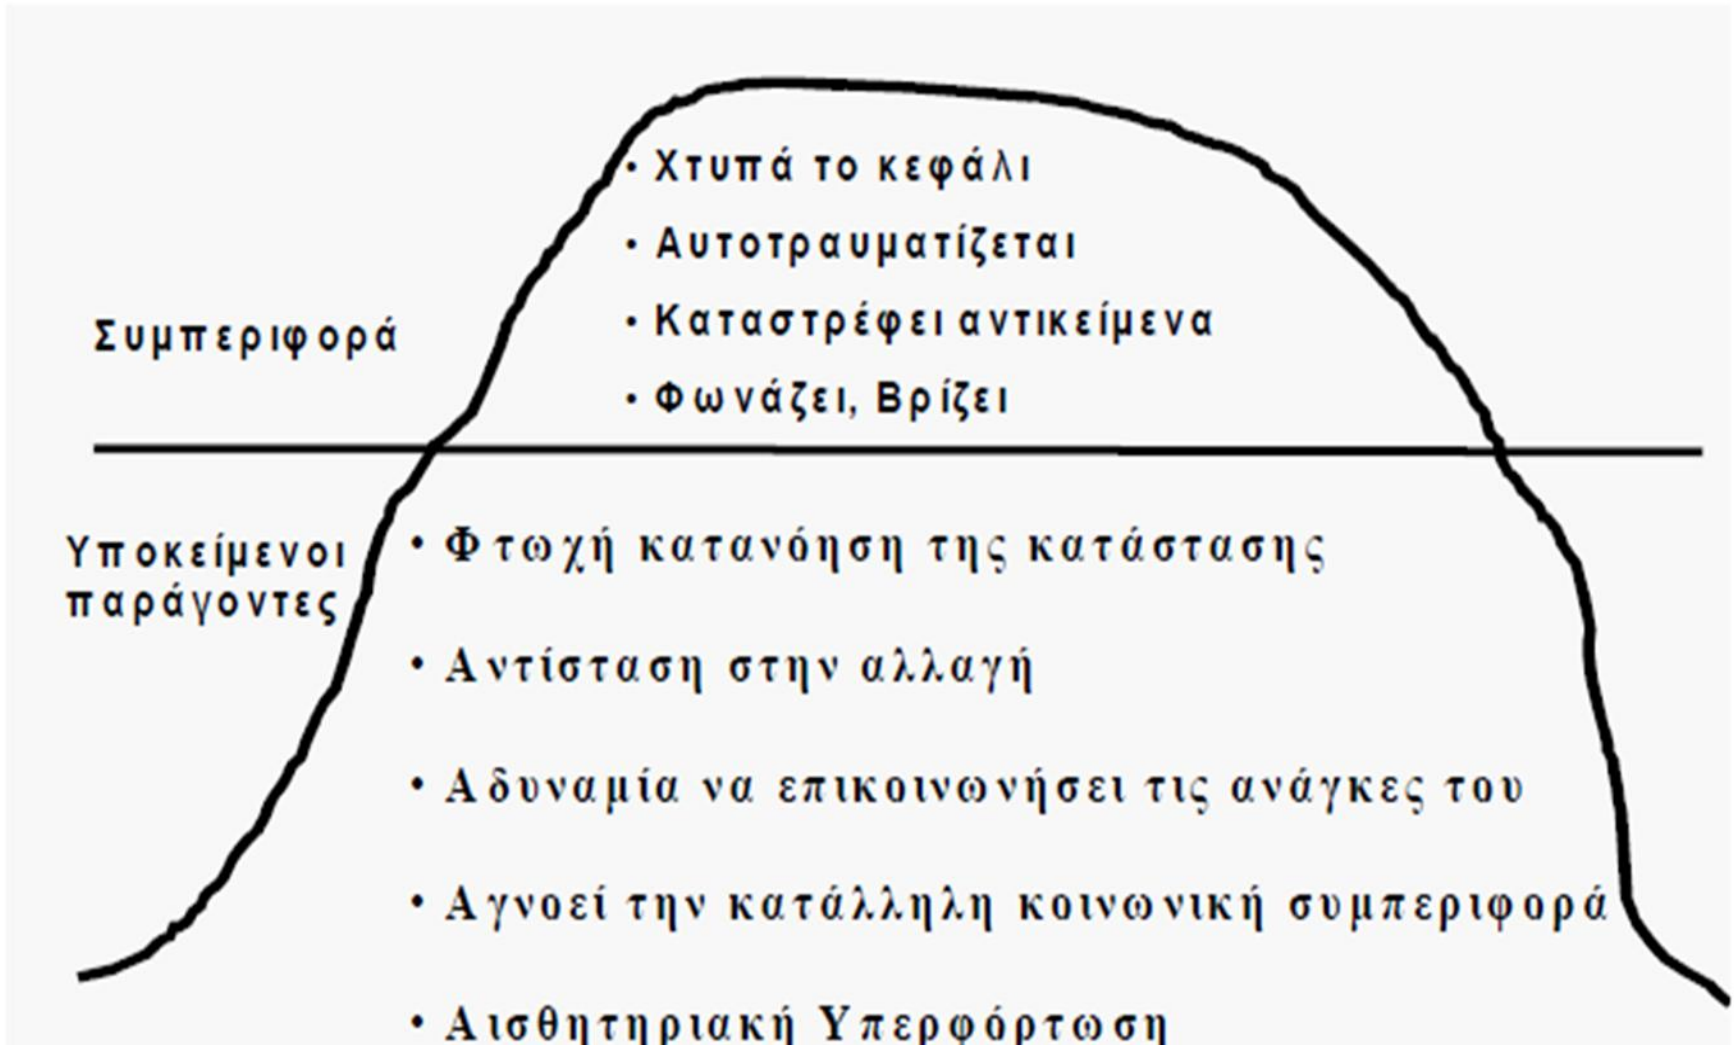 • Χτυπά το κεφάλι
• Αυτοτραυματίζεται
• Καταστρέφει αντικείμενα
• Φωνάζει, Βρίζει
Συμπεριφορά
Υποκείμενοι
παράγοντες
• Φτωχή κατανόηση της κατάστασης
• Αντίσταση στην αλλαγή
• Αδυναμία να επικοινωνήσει τις ανάγκες του
• Αγνοεί την κατάλληλη κοινωνική συμπεριφορά
• Αισθητηριακή Υπερφόρτωση